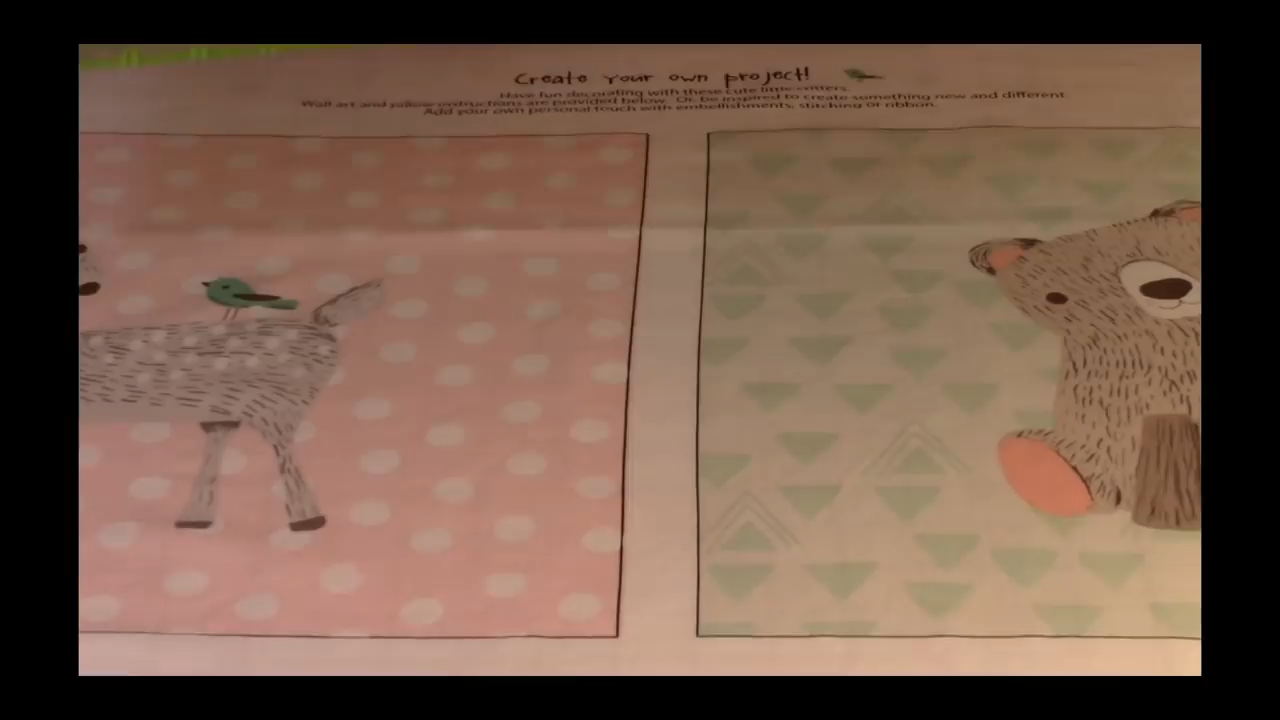 Create your own project!
Have fun decorating with these cute little critters.
Wall art and pillow instructions are provided below. Or, be inspired to create something new and different
Add your own personal touch with embellishments, stitching or ribbon.